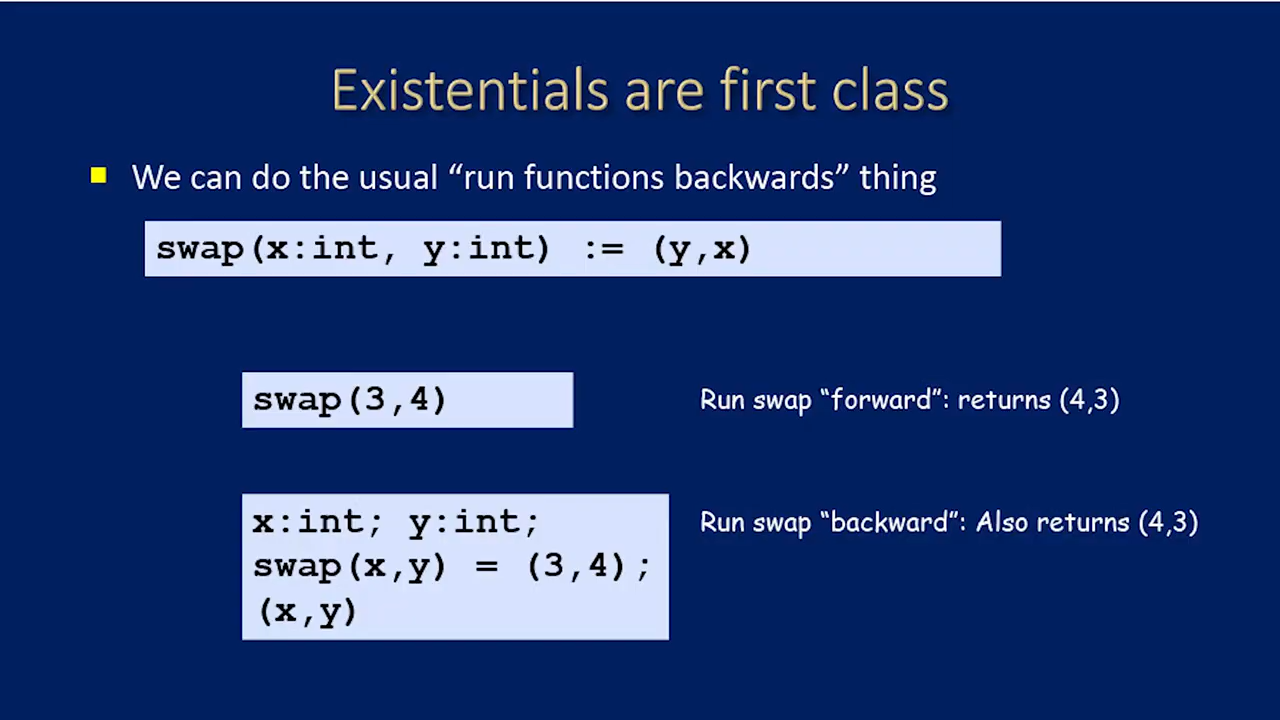 Existentials are first class
We can do the usual “run functions backwards” thing
swap(x:int, y:int) := (y,x)
swap(3,4)
Run swap “forward”: returns (4,3)
x:int; y:int;
swap(x,y) = (3,4);
(x,y)
Run swap “backward”: Also returns (4,3)